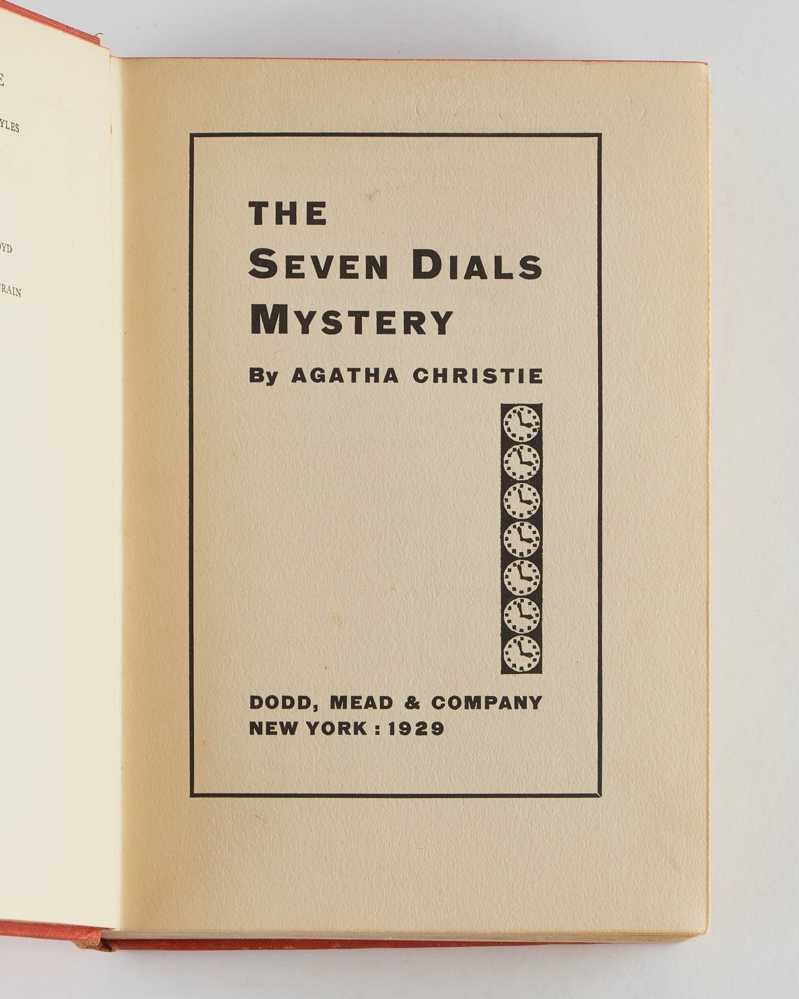 THE
SEVEN DIALS
MYSTERY
By AGATHA CHRISTIE
DODD, MEAD & COMPANY
NEW YORK : 1929